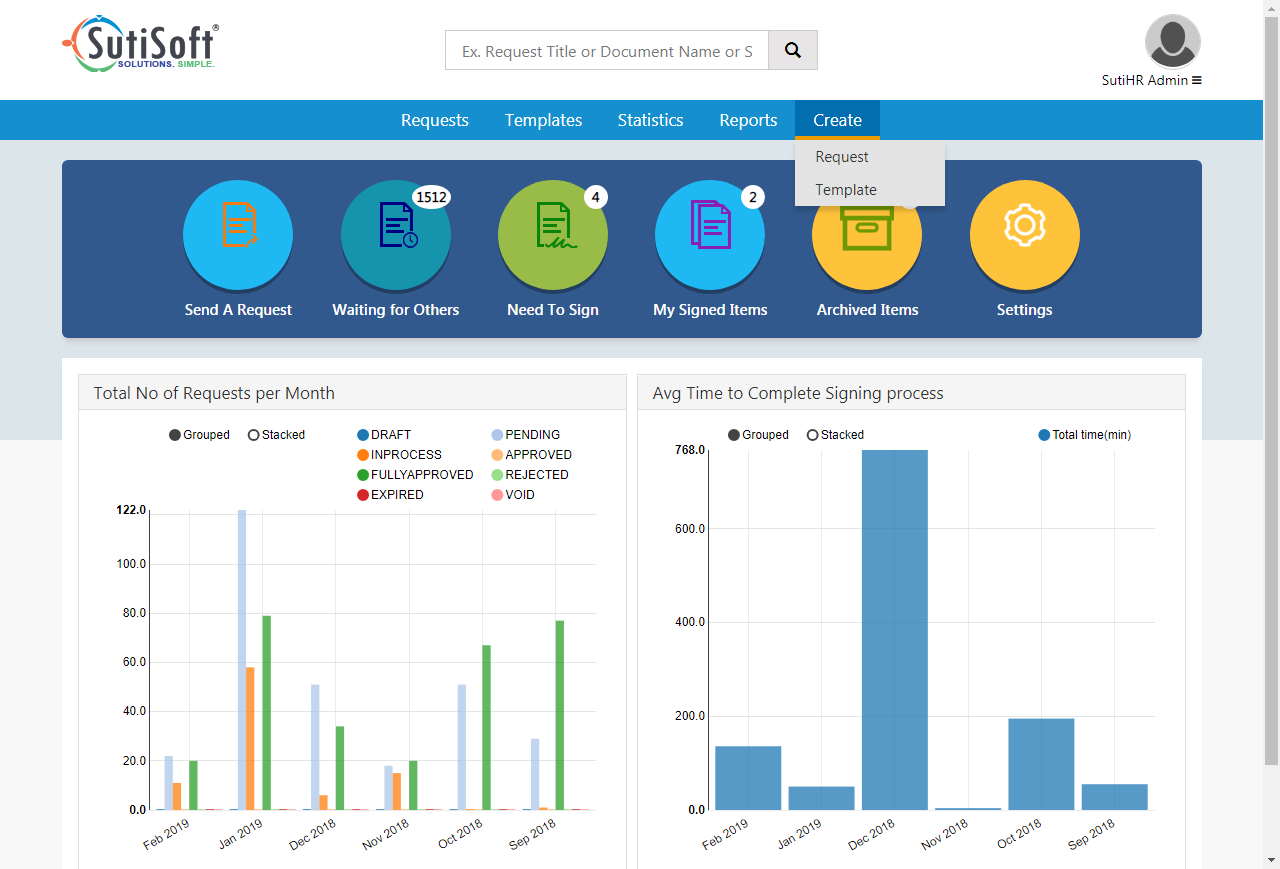 SutiSoft®
SOLUTIONS. SIMPLE.
Ex. Request Title or Document Name or S
SutiHR Admin
Requests
Templates
Statistics
Reports
Create
Request
Template
1512
4
2
Send A Request
Waiting for Others
Need To Sign
My Signed Items
Archived Items
Settings
Total No of Requests per Month
Grouped
Stacked
DRAFT
PENDING
INPROCESS
APPROVED
FULLYAPPROVED
REJECTED
EXPIRED
VOID
122.0
100.0
80.0
60.0
40.0
20.0
0.0
Feb 2019
Jan 2019
Dec 2018
Nov 2018
Oct 2018
Sep 2018
Avg Time to Complete Signing process
Grouped
Stacked
Total time(min)
768.0
600.0
400.0
200.0
0.0
Feb 2019
Jan 2019
Dec 2018
Nov 2018
Oct 2018
Sep 2018